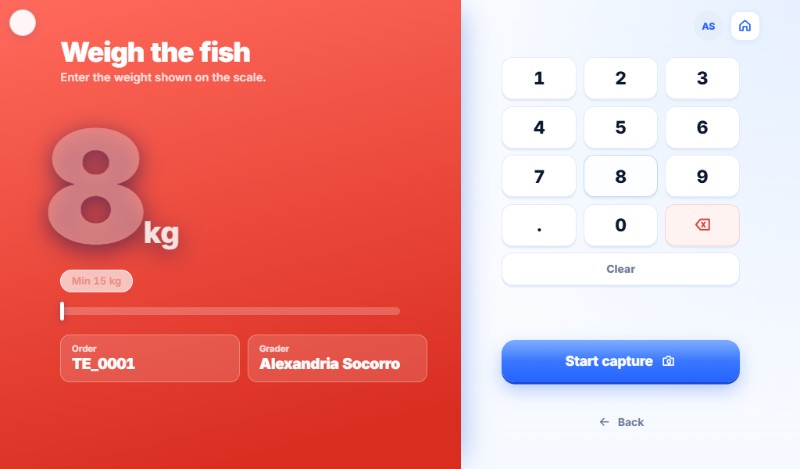 Weigh the fish
Enter the weight shown on the scale.
8 kg
Min 15 kg
Order
TE_0001
Grader
Alexandria Socorro
AS
1 2 3
4 5 6
7 8 9
. 0
Clear
Start capture
Back